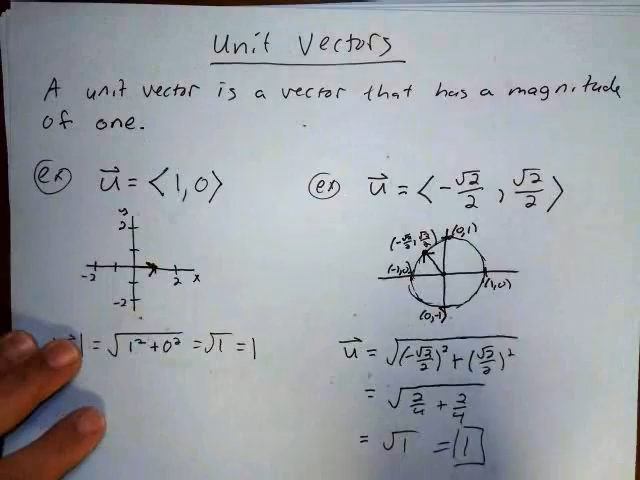 Unit Vectors
A unit vector is a vector that has a magnitude
of one.
ex u⃗ = ⟨1, 0⟩
y
2
-2
2
x
-2
| = √(1² + 0²) = √1 = 1
ex u⃗ = ⟨-√2/2, √2/2⟩
(0,1)
(-√2/2, √2/2)
(-1,0)
(1,0)
(0,-1)
u⃗ = √((-√2/2)² + (√2/2)²)
= √(2/4 + 2/4)
= √1 = 1